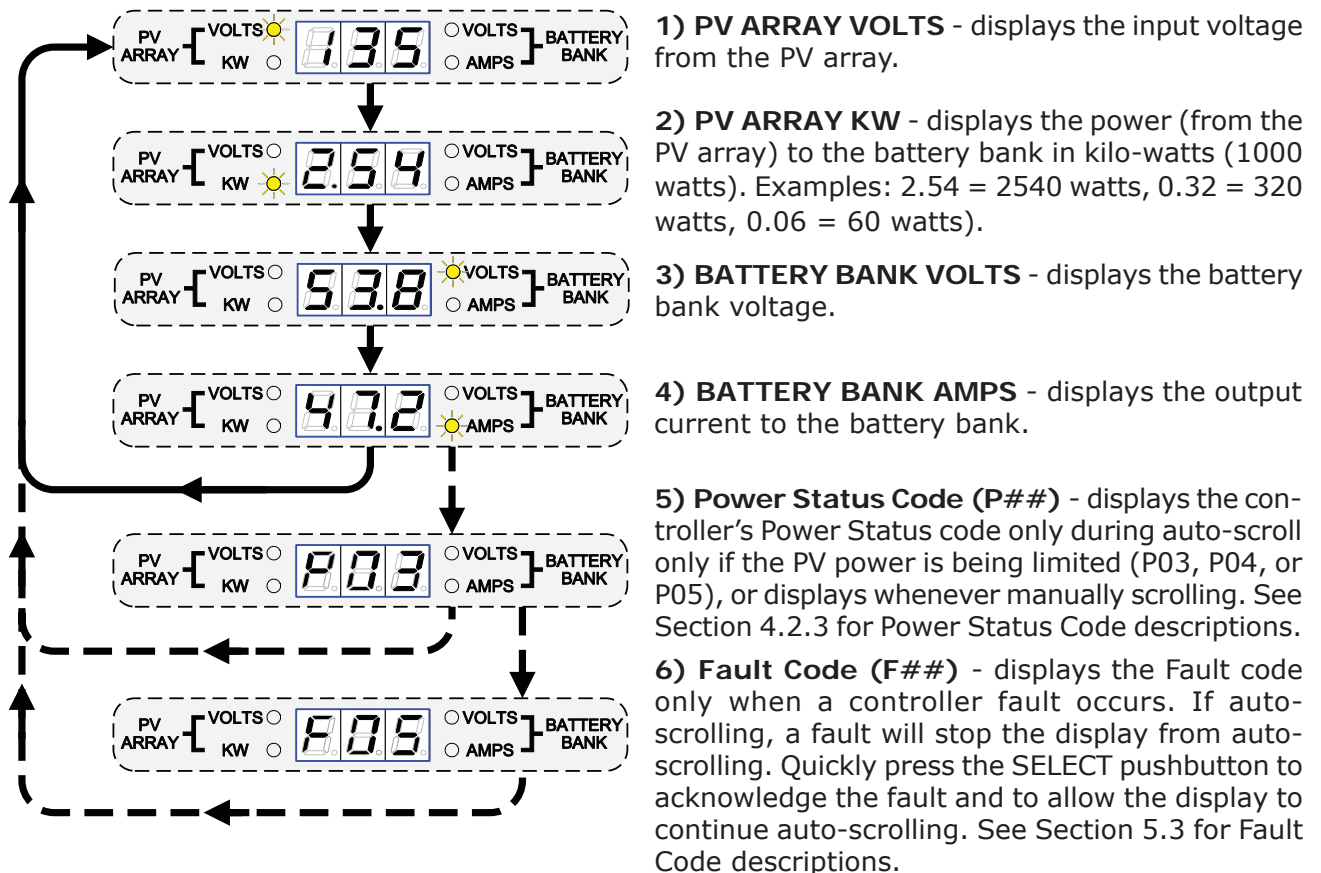 PV
ARRAY
VOLTS
KW
135
VOLTS
AMPS
BATTERY
BANK
1) PV ARRAY VOLTS - displays the input voltage
from the PV array.
PV
ARRAY
VOLTS
KW
2.54
VOLTS
AMPS
BATTERY
BANK
2) PV ARRAY KW - displays the power (from the
PV array) to the battery bank in kilo-watts (1000
watts). Examples: 2.54 = 2540 watts, 0.32 = 320
watts, 0.06 = 60 watts).
PV
ARRAY
VOLTS
KW
53.8
VOLTS
AMPS
BATTERY
BANK
3) BATTERY BANK VOLTS - displays the battery
bank voltage.
PV
ARRAY
VOLTS
KW
47.2
VOLTS
AMPS
BATTERY
BANK
4) BATTERY BANK AMPS - displays the output
current to the battery bank.
PV
ARRAY
VOLTS
KW
P03
VOLTS
AMPS
BATTERY
BANK
5) Power Status Code (P##) - displays the con-
troller's Power Status code only during auto-scroll
only if the PV power is being limited (P03, P04, or
P05), or displays whenever manually scrolling. See
Section 4.2.3 for Power Status Code descriptions.
PV
ARRAY
VOLTS
KW
F05
VOLTS
AMPS
BATTERY
BANK
6) Fault Code (F##) - displays the Fault code
only when a controller fault occurs. If auto-
scrolling, a fault will stop the display from auto-
scrolling. Quickly press the SELECT pushbutton to
acknowledge the fault and to allow the display to
continue auto-scrolling. See Section 5.3 for Fault
Code descriptions.